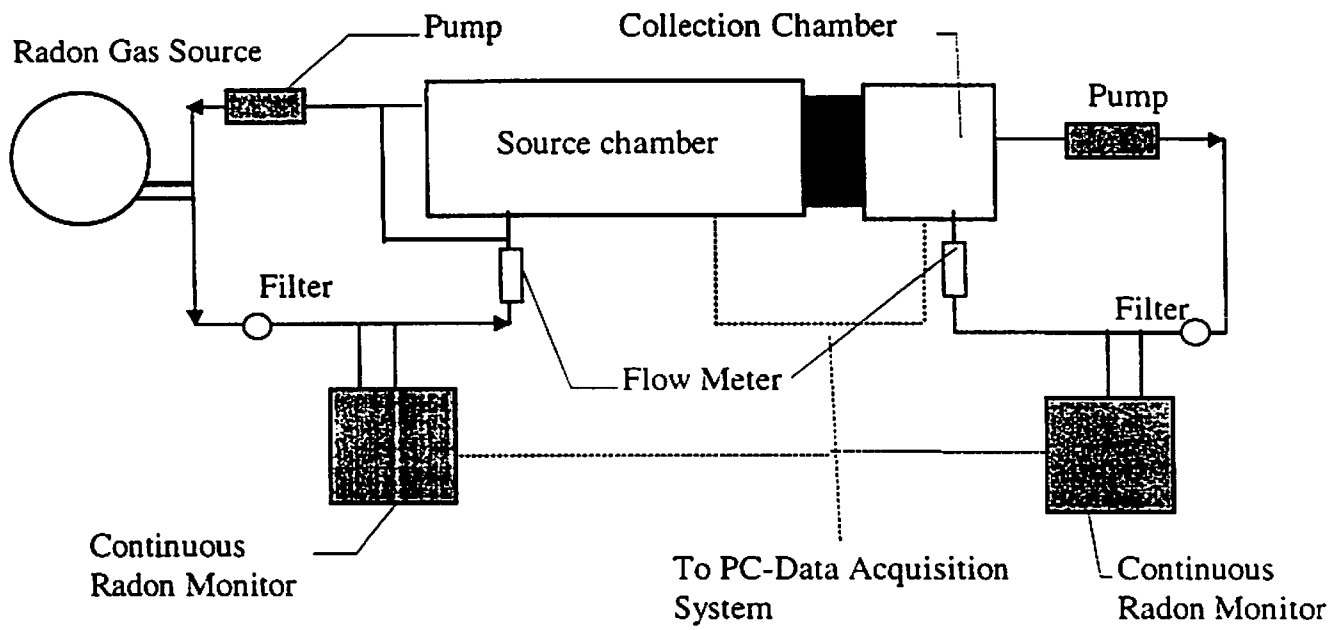 Pump
Collection Chamber
Radon Gas Source
Pump
Source chamber
Filter
Filter
Flow Meter
Continuous
Radon Monitor
To PC-Data Acquisition
System
Continuous
Radon Monitor